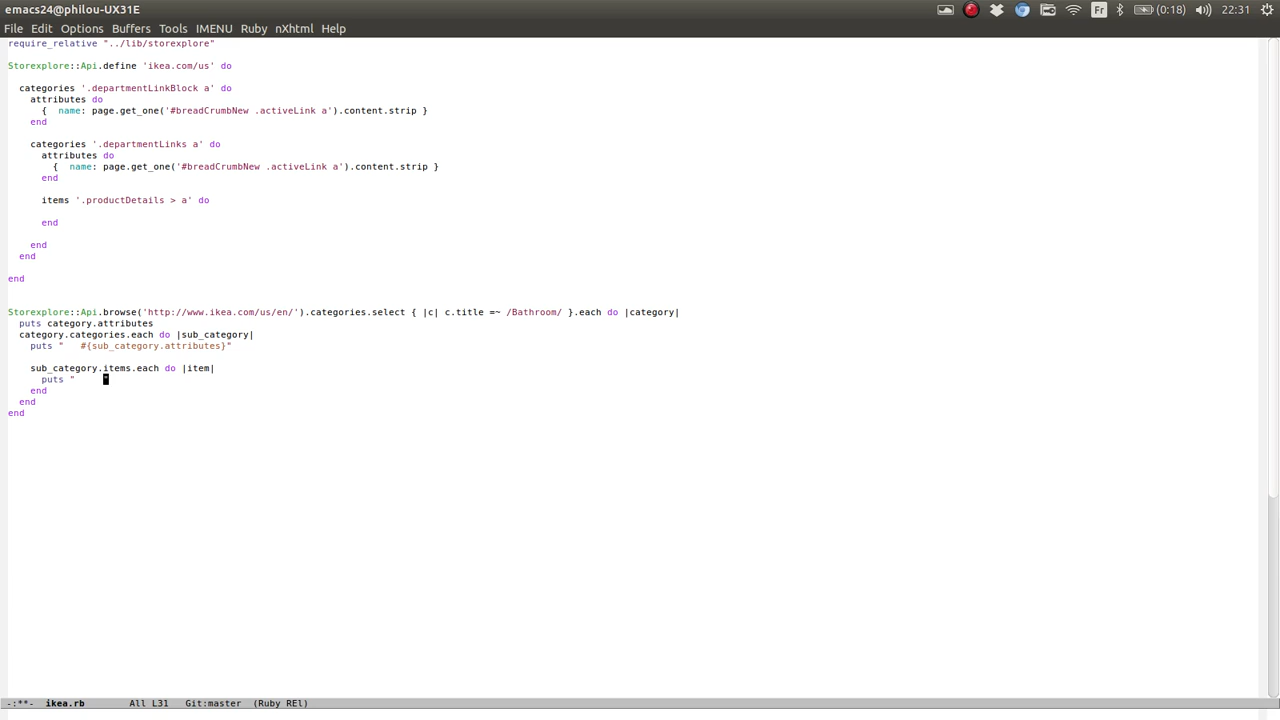 emacs24@philou-UX31E Fr (0:18) 22:31
File Edit Options Buffers Tools IMENU Ruby nXhtml Help
require_relative "../lib/storexplore"
Storexplore::Api.define 'ikea.com/us' do
categories '.departmentLinkBlock a' do
attributes do
{  name: page.get_one('#breadCrumbNew .activeLink a').content.strip }
end
categories '.departmentLinks a' do
attributes do
{  name: page.get_one('#breadCrumbNew .activeLink a').content.strip }
end
items '.productDetails > a' do
end
end
end
end
Storexplore::Api.browse('http://www.ikea.com/us/en/').categories.select { |c| c.title =~ /Bathroom/ }.each do |category|
puts category.attributes
category.categories.each do |sub_category|
puts "   #{sub_category.attributes}"
sub_category.items.each do |item|
puts "     "
end
end
end
-:**-  ikea.rb  All L31  Git:master  (Ruby REl)